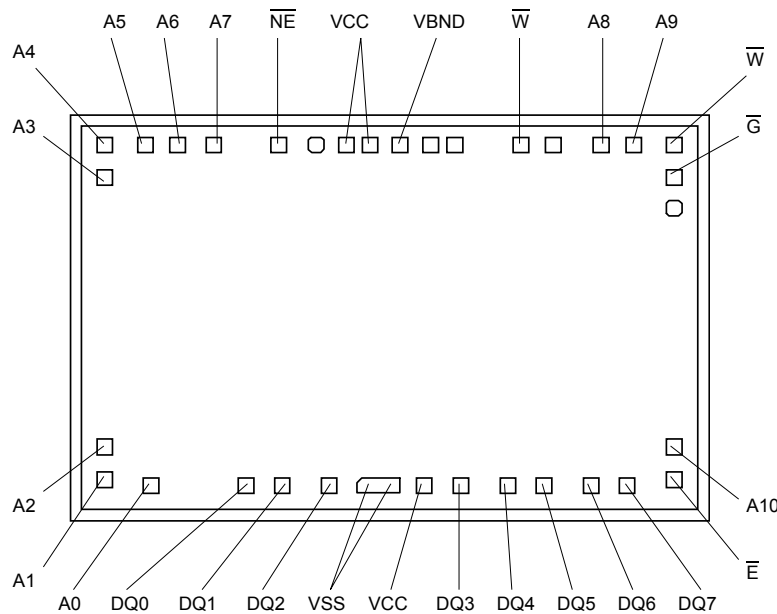 A5 A6 A7 N̅E̅ VCC VBND W̅ A8 A9
A4 W̅
A3 G̅
A2 A10
A1 E̅
A0 DQ0 DQ1 DQ2 VSS VCC DQ3 DQ4 DQ5 DQ6 DQ7